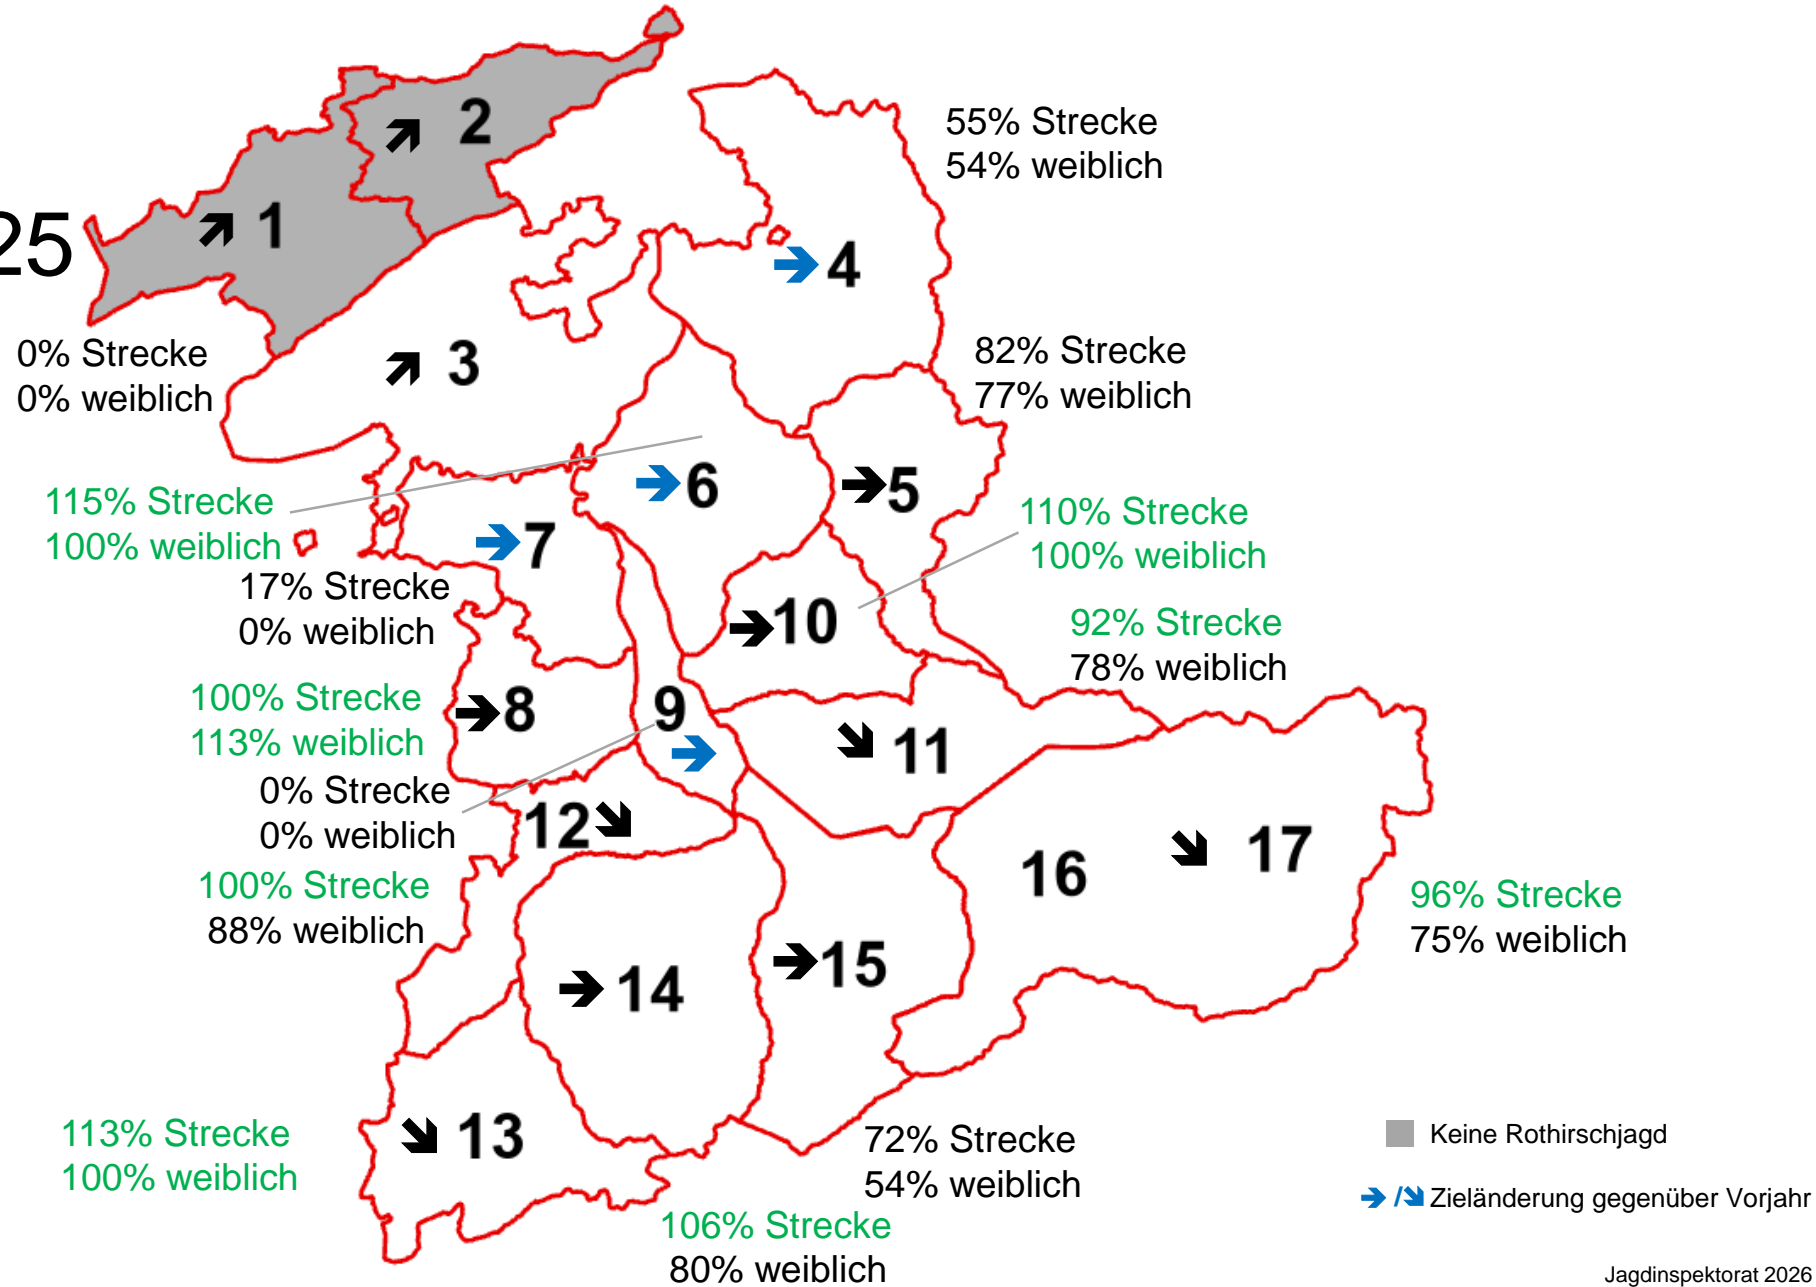 2
55% Strecke
54% weiblich
25
1
4
0% Strecke
0% weiblich
3
82% Strecke
77% weiblich
115% Strecke
100% weiblich
6
5
7
110% Strecke
100% weiblich
17% Strecke
0% weiblich
10
92% Strecke
78% weiblich
100% Strecke
113% weiblich
8
9
11
0% Strecke
0% weiblich
12
16
17
100% Strecke
88% weiblich
96% Strecke
75% weiblich
14
15
113% Strecke
100% weiblich
13
72% Strecke
54% weiblich
106% Strecke
80% weiblich
Keine Rothirschjagd
/ Zieländerung gegenüber Vorjahr
Jagdinspektorat 2026